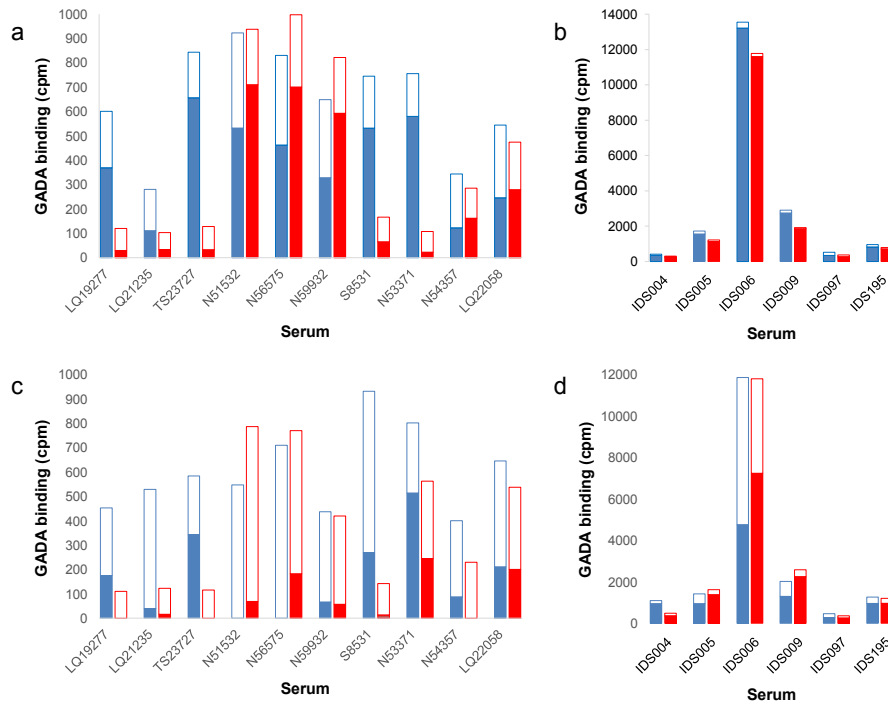 a
GADA binding (cpm)
1000
900
800
700
600
500
400
300
200
100
0
LQ19277
LQ21235
TS23727
N51532
N56575
N59932
S8531
N53371
N54357
LQ22058
Serum
b
GADA binding (cpm)
14000
12000
10000
8000
6000
4000
2000
0
IDS004
IDS005
IDS006
IDS009
IDS097
IDS195
Serum
c
GADA binding (cpm)
1000
900
800
700
600
500
400
300
200
100
0
LQ19277
LQ21235
TS23727
N51532
N56575
N59932
S8531
N53371
N54357
LQ22058
Serum
d
GADA binding (cpm)
12000
10000
8000
6000
4000
2000
0
IDS004
IDS005
IDS006
IDS009
IDS097
IDS195
Serum